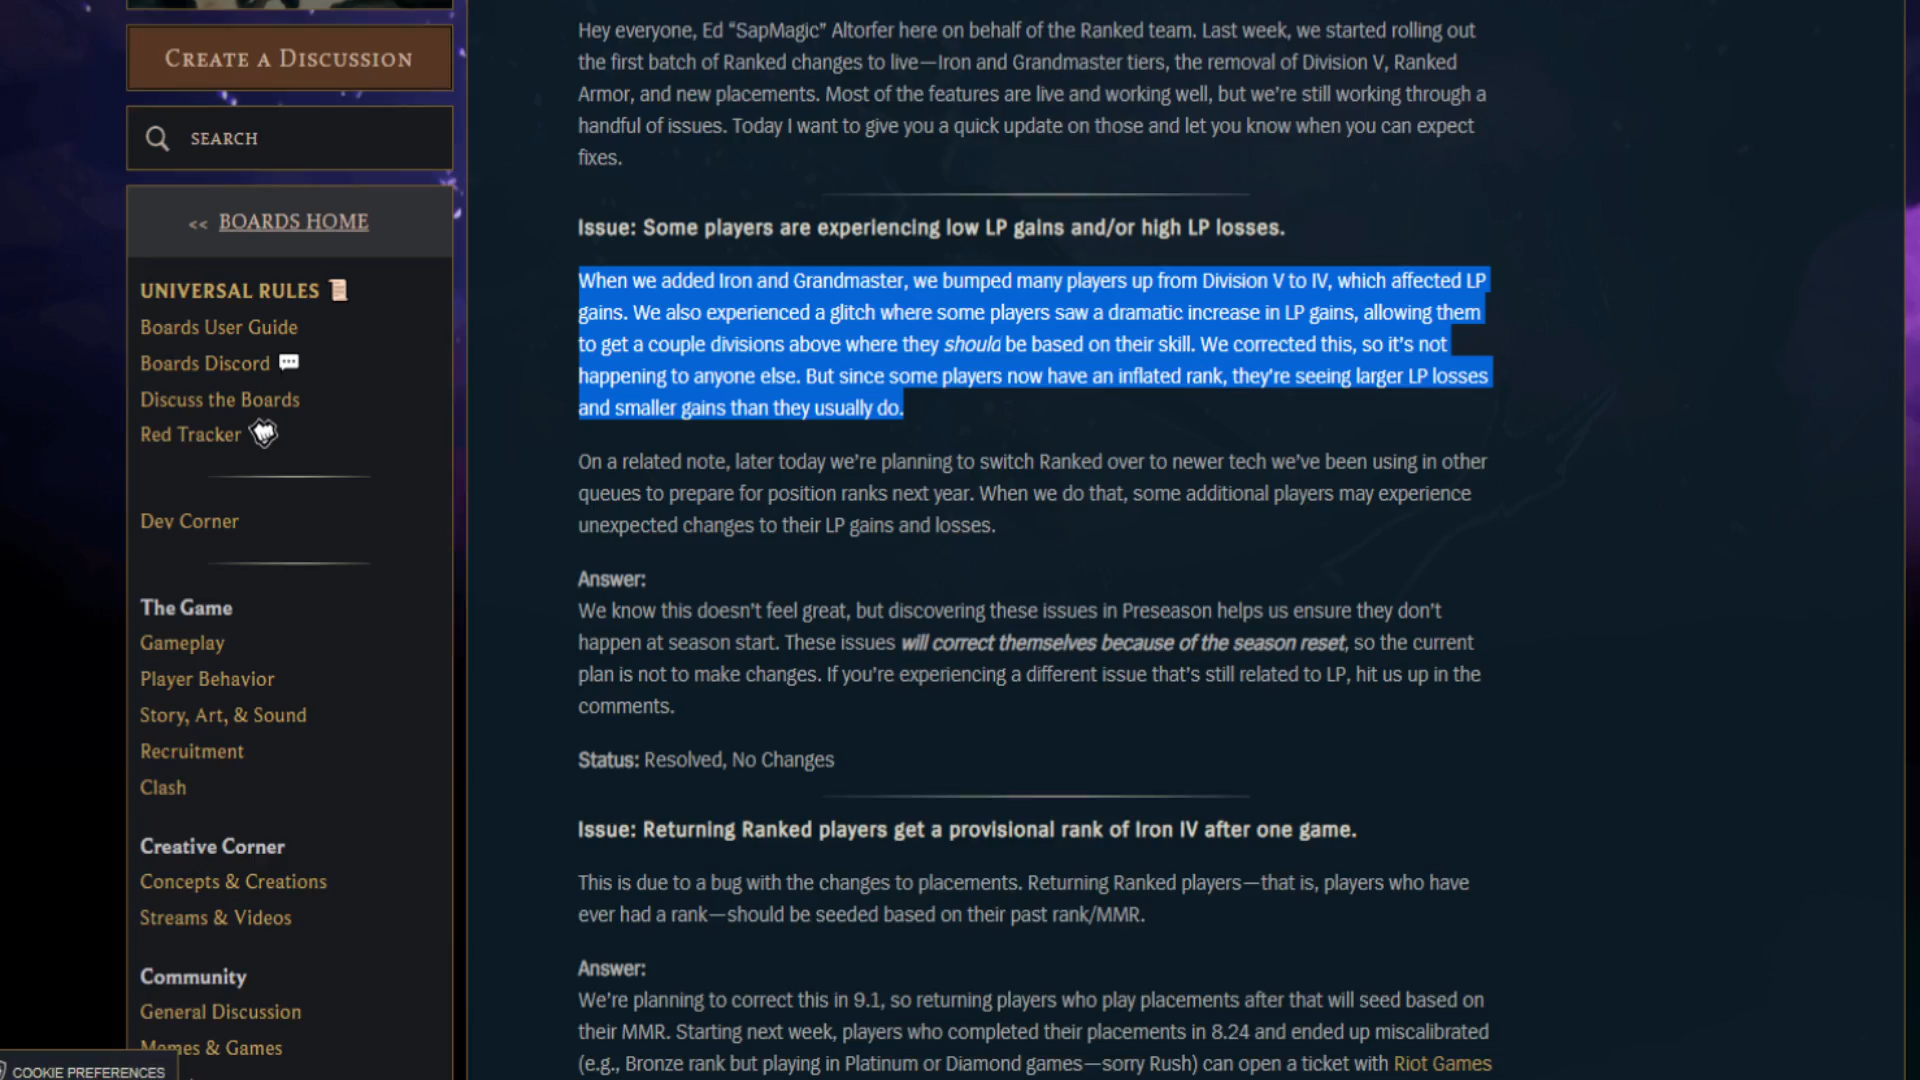 CREATE A DISCUSSION
SEARCH
<< BOARDS HOME
UNIVERSAL RULES
Boards User Guide
Boards Discord
Discuss the Boards
Red Tracker
Dev Corner
The Game
Gameplay
Player Behavior
Story, Art, & Sound
Recruitment
Clash
Creative Corner
Concepts & Creations
Streams & Videos
Community
General Discussion
Memes & Games
COOKIE PREFERENCES
Hey everyone, Ed “SapMagic” Altorfer here on behalf of the Ranked team. Last week, we started rolling out
the first batch of Ranked changes to live—Iron and Grandmaster tiers, the removal of Division V, Ranked
Armor, and new placements. Most of the features are live and working well, but we’re still working through a
handful of issues. Today I want to give you a quick update on those and let you know when you can expect
fixes.
Issue: Some players are experiencing low LP gains and/or high LP losses.
When we added Iron and Grandmaster, we bumped many players up from Division V to IV, which affected LP
gains. We also experienced a glitch where some players saw a dramatic increase in LP gains, allowing them
to get a couple divisions above where they should be based on their skill. We corrected this, so it’s not
happening to anyone else. But since some players now have an inflated rank, they’re seeing larger LP losses
and smaller gains than they usually do.
On a related note, later today we’re planning to switch Ranked over to newer tech we’ve been using in other
queues to prepare for position ranks next year. When we do that, some additional players may experience
unexpected changes to their LP gains and losses.
Answer:
We know this doesn’t feel great, but discovering these issues in Preseason helps us ensure they don’t
happen at season start. These issues will correct themselves because of the season reset, so the current
plan is not to make changes. If you’re experiencing a different issue that’s still related to LP, hit us up in the
comments.
Status: Resolved, No Changes
Issue: Returning Ranked players get a provisional rank of Iron IV after one game.
This is due to a bug with the changes to placements. Returning Ranked players—that is, players who have
ever had a rank—should be seeded based on their past rank/MMR.
Answer:
We’re planning to correct this in 9.1, so returning players who play placements after that will seed based on
their MMR. Starting next week, players who completed their placements in 8.24 and ended up miscalibrated
(e.g., Bronze rank but playing in Platinum or Diamond games—sorry Rush) can open a ticket with Riot Games